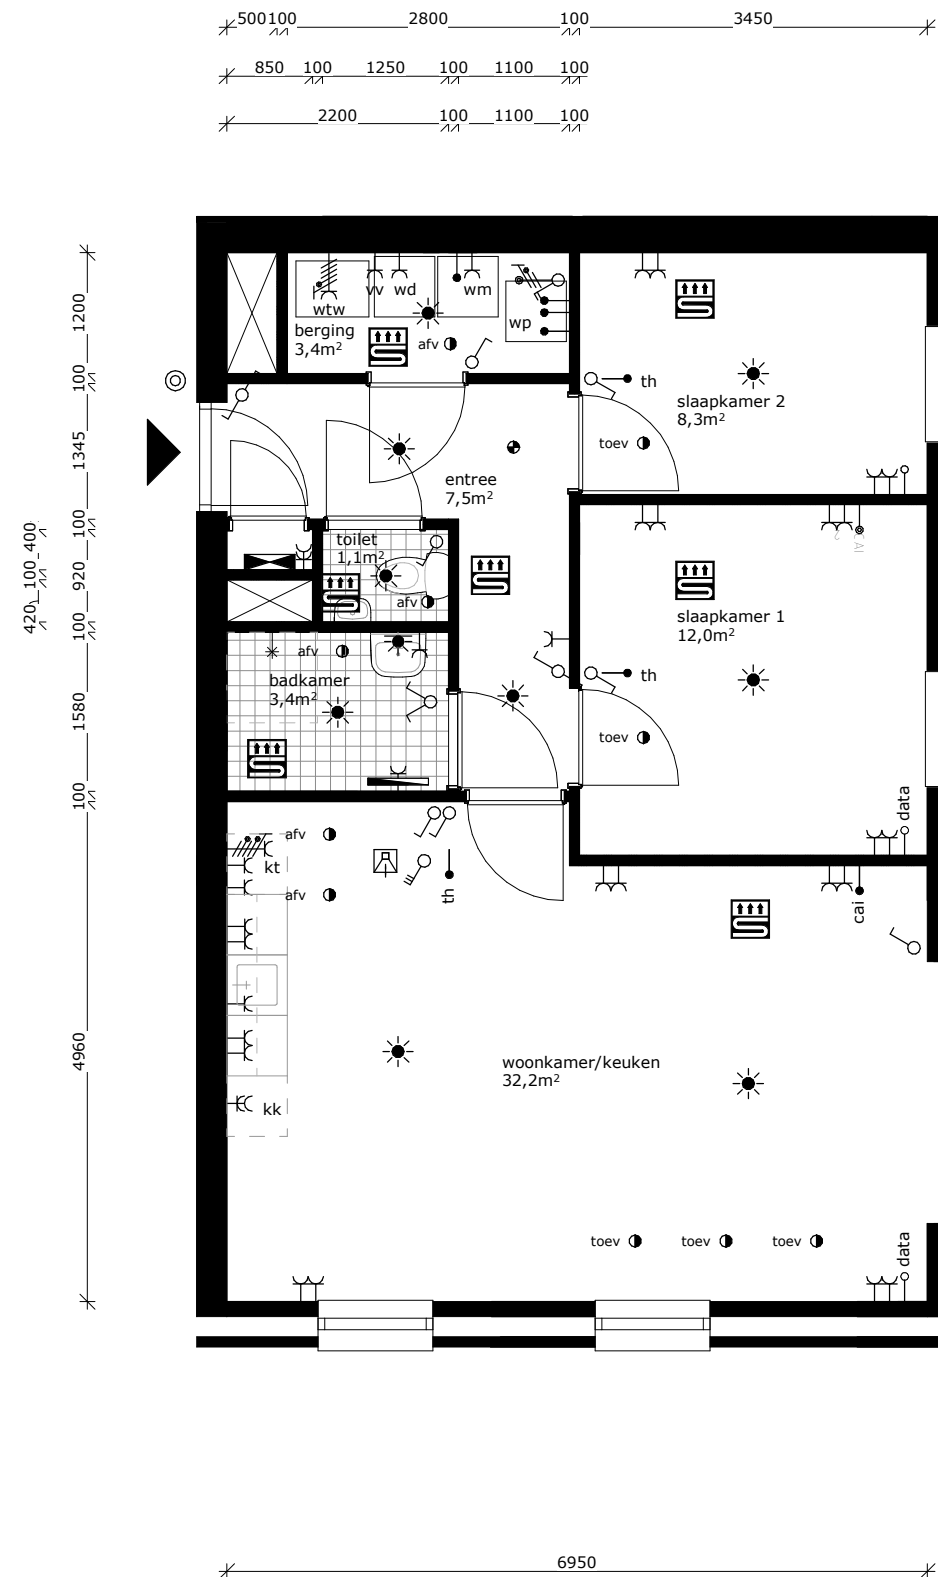 500 100 2800 100 3450
850 100 1250 100 1100 100
2200 100 1100 100
1200
100
1345
100
920
100
1580
100
4960
400
100
420
wtw
vv
wd
wm
wp
berging
3,4m²
afv
th
slaapkamer 2
8,3m²
toev
entree
7,5m²
toilet
1,1m²
afv
CAI
slaapkamer 1
12,0m²
th
toev
afv
badkamer
3,4m²
data
afv
kt
afv
th
cai
woonkamer/keuken
32,2m²
kk
toev toev toev
data
6950